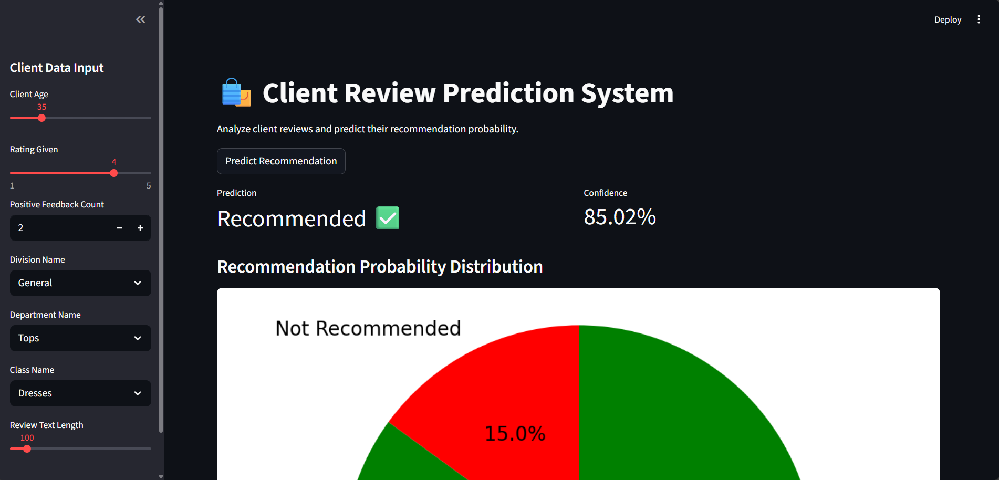 Client Data Input
Client Age
35
Rating Given
4
1 5
Positive Feedback Count
2
Division Name
General
Department Name
Tops
Class Name
Dresses
Review Text Length
100
Deploy
Client Review Prediction System
Analyze client reviews and predict their recommendation probability.
Predict Recommendation
Prediction
Recommended
Confidence
85.02%
Recommendation Probability Distribution
Not Recommended
15.0%